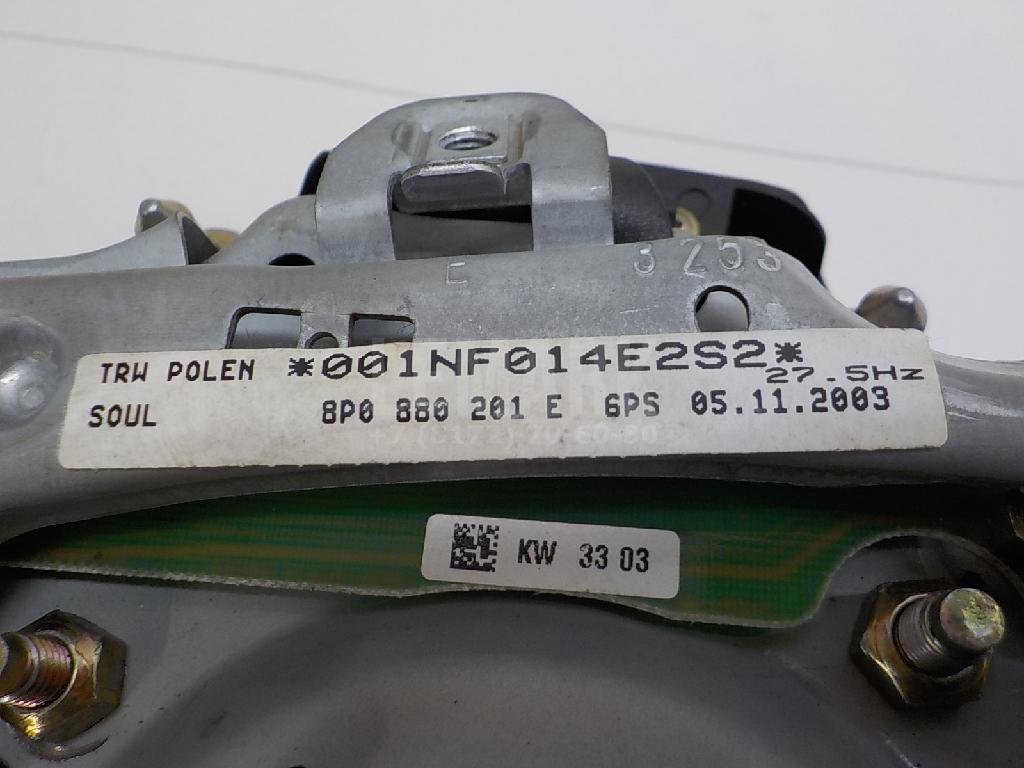 E 3253
TRW POLEN *001NF014E2S2* 27.5Hz
SOUL 8P0 880 201 E 6PS 05.11.2003
KW 33 03